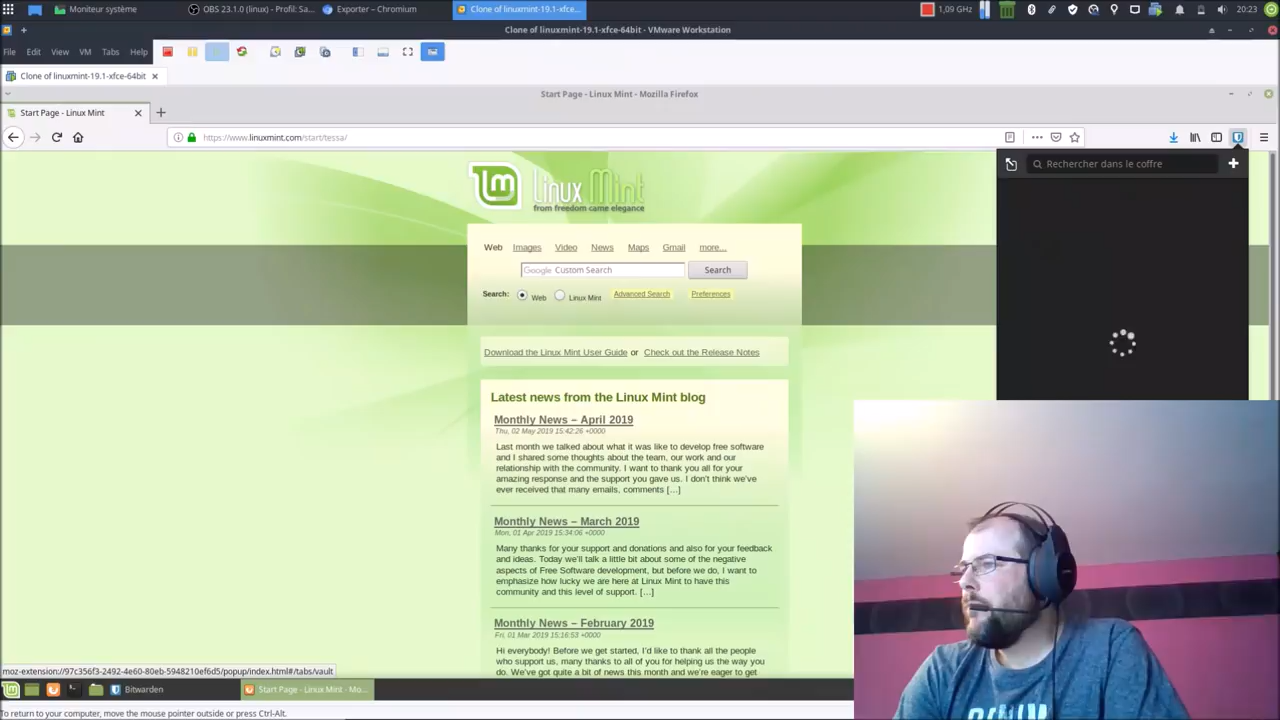 Moniteur système
OBS 23.1.0 (linux) - Profil: Sa...
Exporter – Chromium
Clone of linuxmint-19.1-xfce...
1,09 GHz
20:23
Clone of linuxmint-19.1-xfce-64bit - VMware Workstation
File Edit View VM Tabs Help
Clone of linuxmint-19.1-xfce-64bit
Start Page - Linux Mint - Mozilla Firefox
Start Page - Linux Mint
https://www.linuxmint.com/start/tessa/
Rechercher dans le coffre
Linux Mint
from freedom came elegance
Web Images Video News Maps Gmail more...
Google Custom Search Search
Search: Web Linux Mint Advanced Search Preferences
Download the Linux Mint User Guide or Check out the Release Notes
Latest news from the Linux Mint blog
Monthly News – April 2019
Thu, 02 May 2019 15:42:26 +0000
Last month we talked about what it was like to develop free software
and I shared some thoughts about the team, our work and our
relationship with the community. I want to thank you all for your
amazing response and the support you gave us. I don't think we've
ever received that many emails, comments […]
Monthly News – March 2019
Mon, 01 Apr 2019 15:34:06 +0000
Many thanks for your support and donations and also for your feedback
and ideas. Today we'll talk a little bit about some of the negative
aspects of Free Software development, but before we do, I want to
emphasize how lucky we are here at Linux Mint to have this
community and this level of support. […]
Monthly News – February 2019
Fri, 01 Mar 2019 15:16:53 +0000
Hi everybody! Before we get started, I'd like to thank all the people
who support us, many thanks to all of you for helping us the way you
do. We've got quite a bit of news this month and we're eager to get
moz-extension://97c356f3-2492-4e60-80eb-5948210ef6d5/popup/index.html#/tabs/vault
Bitwarden
Start Page - Linux Mint - Mo...
To return to your computer, move the mouse pointer outside or press Ctrl-Alt.